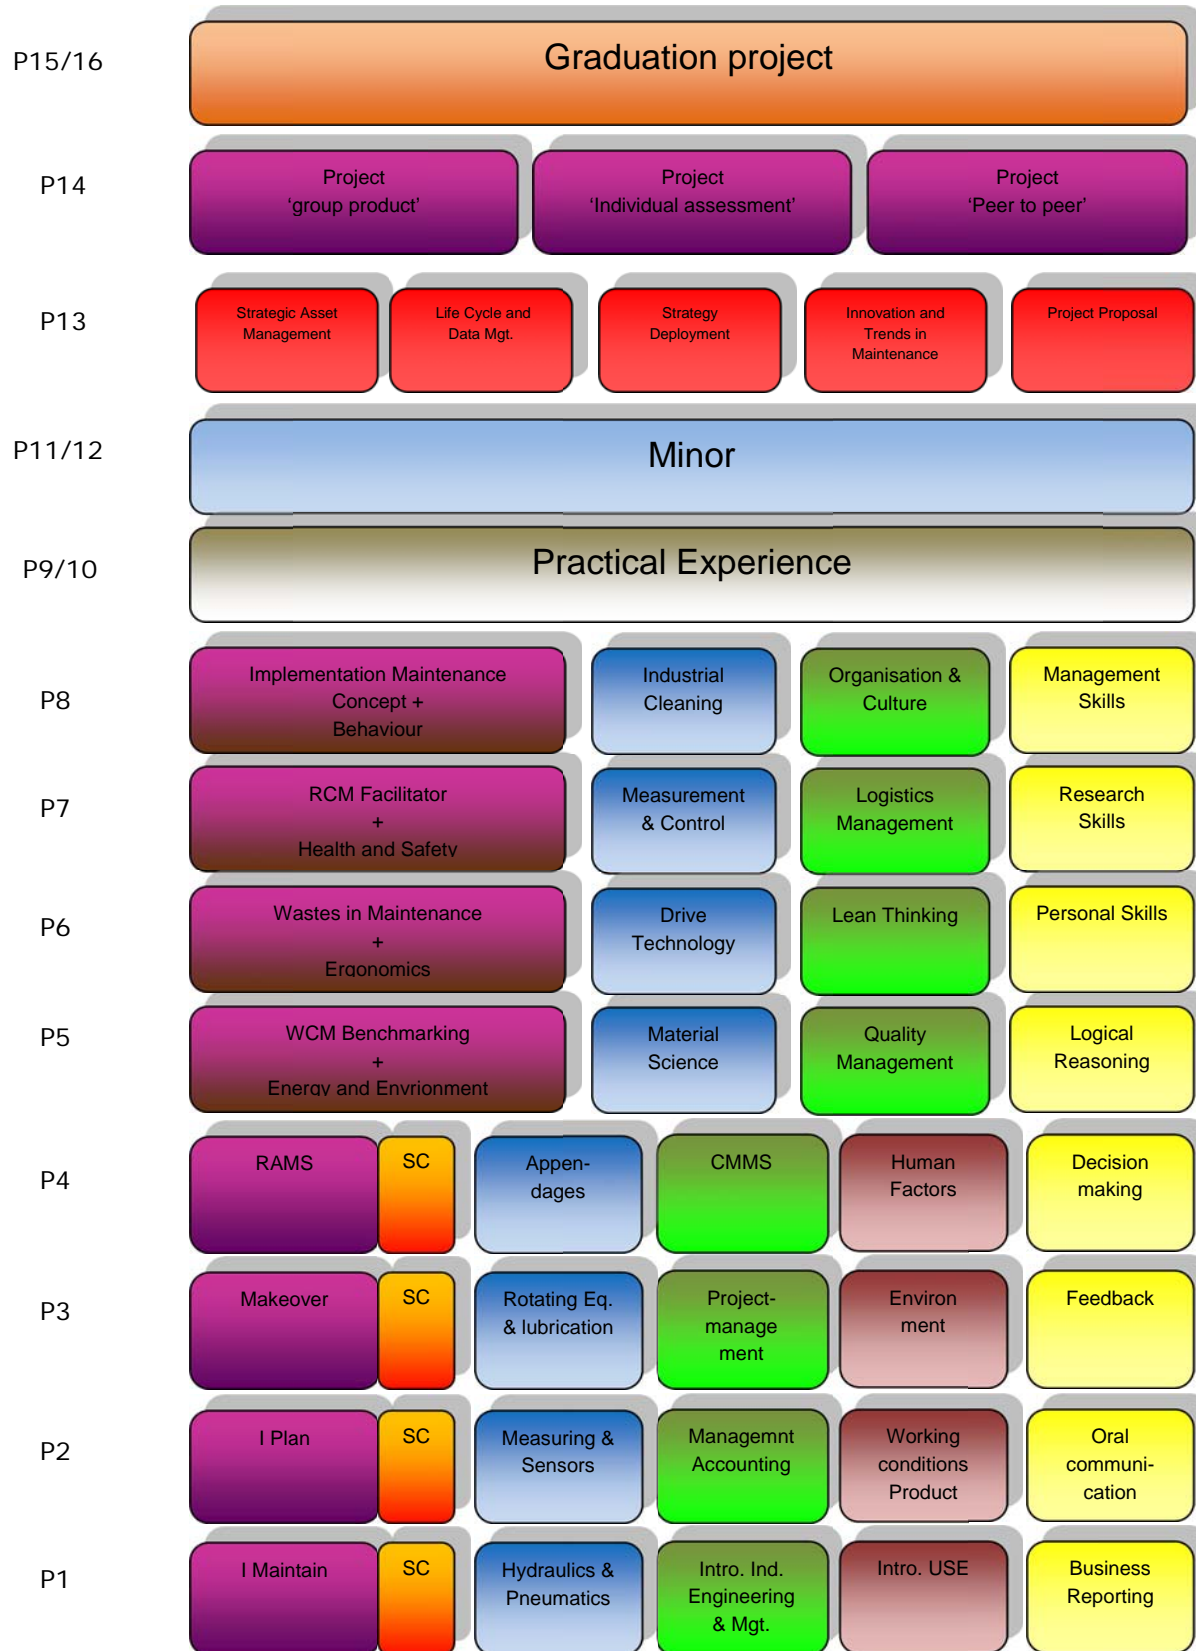 P15/16
Graduation project
P14
Project
‘group product’
Project
‘Individual assessment’
Project
‘Peer to peer’
P13
Strategic Asset
Management
Life Cycle and
Data Mgt.
Strategy
Deployment
Innovation and
Trends in
Maintenance
Project Proposal
P11/12
Minor
P9/10
Practical Experience
P8
Implementation Maintenance
Concept +
Behaviour
Industrial
Cleaning
Organisation &
Culture
Management
Skills
P7
RCM Facilitator
+
Health and Safety
Measurement
& Control
Logistics
Management
Research
Skills
P6
Wastes in Maintenance
+
Ergonomics
Drive
Technology
Lean Thinking
Personal Skills
P5
WCM Benchmarking
+
Energy and Envrionment
Material
Science
Quality
Management
Logical
Reasoning
P4
RAMS
SC
Appen-
dages
CMMS
Human
Factors
Decision
making
P3
Makeover
SC
Rotating Eq.
& lubrication
Project-
manage
ment
Environ
ment
Feedback
P2
I Plan
SC
Measuring &
Sensors
Managemnt
Accounting
Working
conditions
Product
Oral
communi-
cation
P1
I Maintain
SC
Hydraulics &
Pneumatics
Intro. Ind.
Engineering
& Mgt.
Intro. USE
Business
Reporting